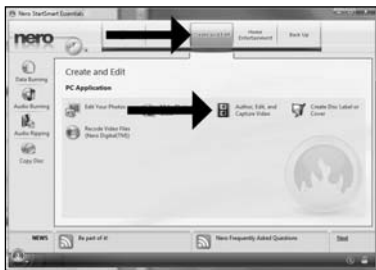 Nero StartSmart Essentials
nero
Create and Edit
Home
Entertainment
Back Up
Data Burning
Audio Burning
Audio Ripping
Copy Disc
Create and Edit
PC Application
Edit Your Photos
Author, Edit, and
Capture Video
Create Disc Label or
Cover
Recode Video Files
(Nero Digital(TM))
NEWS
Be part of it!
Nero Frequently Asked Questions
Next